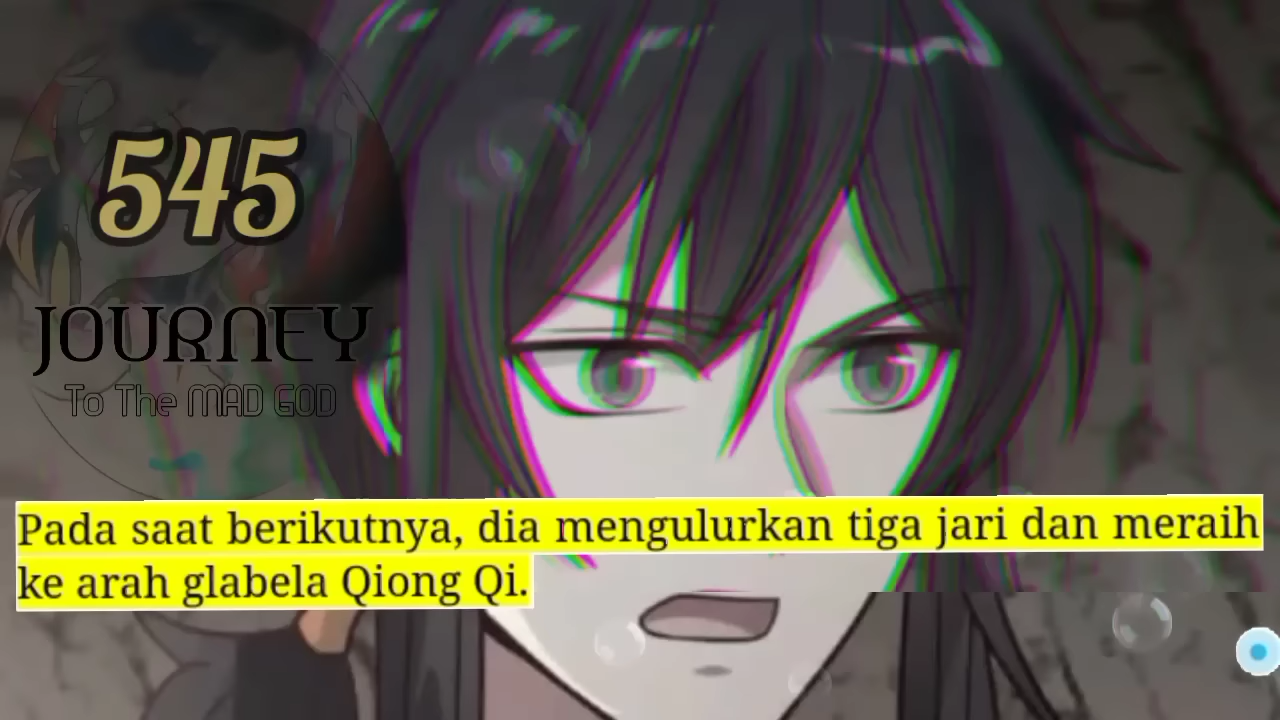 545
JOURNEY
To The MAD GOD
Pada saat berikutnya, dia mengulurkan tiga jari dan meraih
ke arah glabela Qiong Qi.